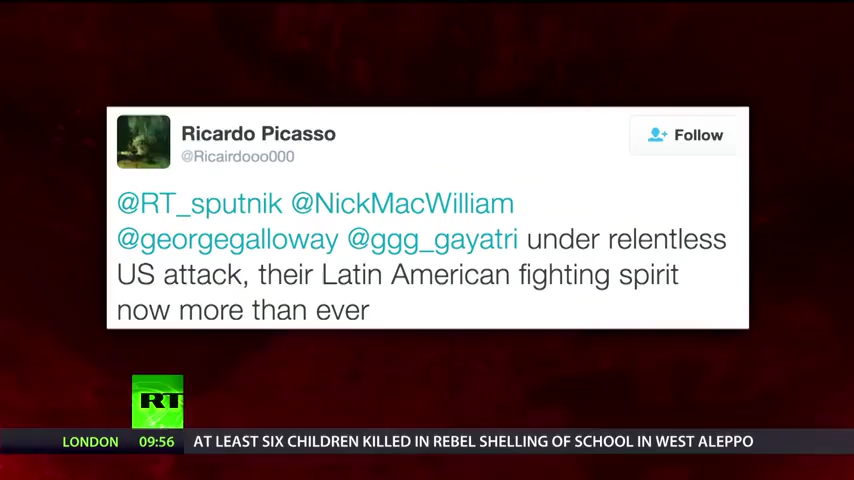 Ricardo Picasso
@Ricairdooo000
Follow
@RT_sputnik @NickMacWilliam
@georgegalloway @ggg_gayatri under relentless
US attack, their Latin American fighting spirit
now more than ever
RT
LONDON 09:56 AT LEAST SIX CHILDREN KILLED IN REBEL SHELLING OF SCHOOL IN WEST ALEPPO